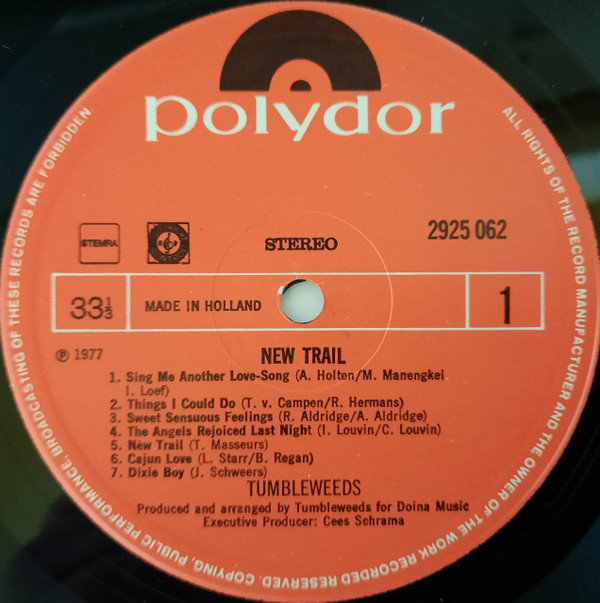 polydor
STEMRA
STEREO
2925 062
33⅓
MADE IN HOLLAND
1
℗ 1977
NEW TRAIL
1. Sing Me Another Love-Song (A. Holten/M. Manengkei
I. Loef)
2. Things I Could Do (T. v. Campen/R. Hermans)
3. Sweet Sensuous Feelings (R. Aldridge/A. Aldridge)
4. The Angels Rejoiced Last Night (I. Louvin/C. Louvin)
5. New Trail (T. Masseurs)
6. Cajun Love (L. Starr/B. Regan)
7. Dixie Boy (J. Schweers)
TUMBLEWEEDS
Produced and arranged by Tumbleweeds for Doina Music
Executive Producer: Cees Schrama
ALL RIGHTS OF THE RECORD MANUFACTURER AND THE OWNER OF THE WORK RECORDED RESERVED. COPYING, PUBLIC PERFORMANCE, BROADCASTING OF THESE RECORDS ARE FORBIDDEN